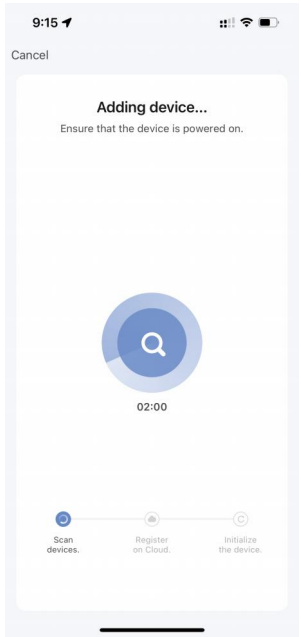 9:15
Cancel
Adding device...
Ensure that the device is powered on.
02:00
Scan
devices.
Register
on Cloud.
Initialize
the device.